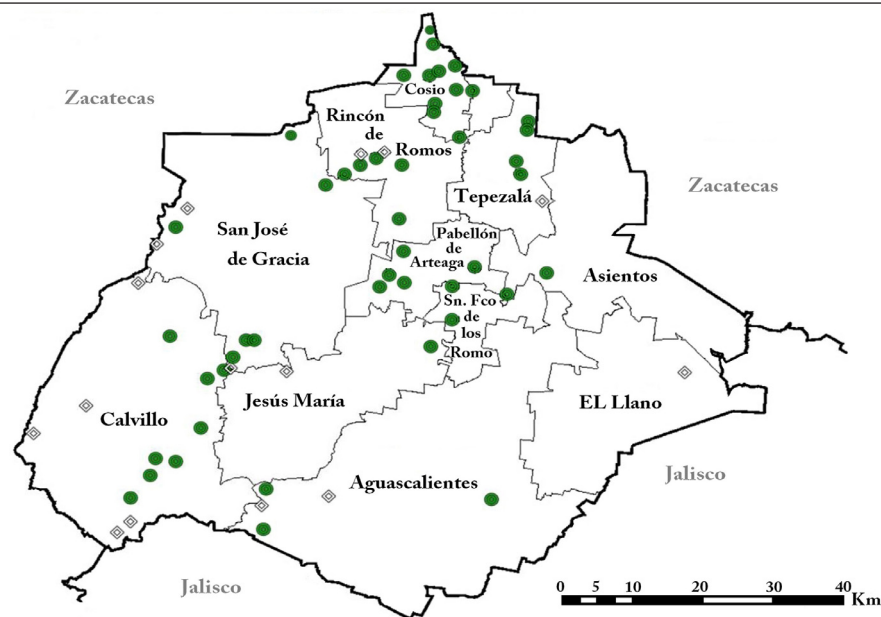 Zacatecas
Cosio
Rincón
de
Romos
Zacatecas
Tepezalá
San José
de Gracia
Pabellón
de
Arteaga
Asientos
Sn. Fco
de
los
Romo
Jesús María
EL Llano
Calvillo
Aguascalientes
Jalisco
Jalisco
0 5 10 20 30 40
Km